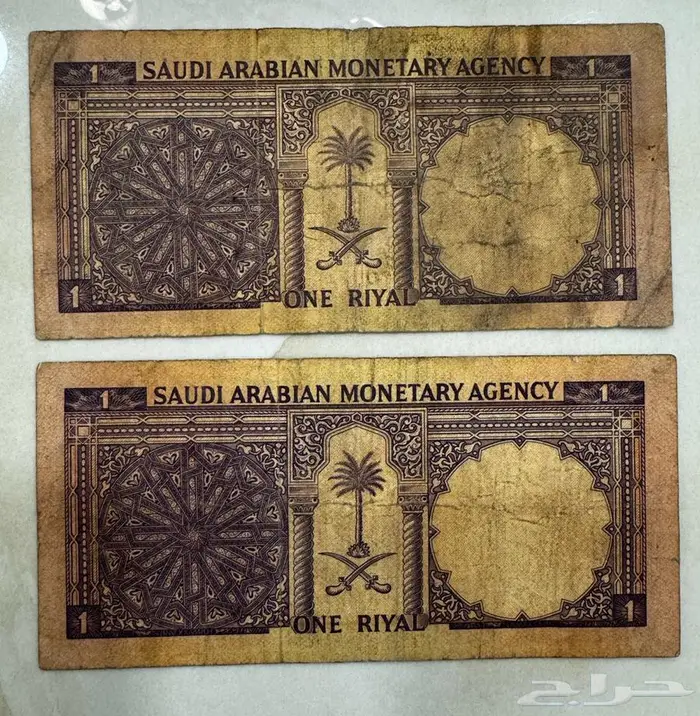 1 SAUDI ARABIAN MONETARY AGENCY 1
1 ONE RIYAL 1
1 SAUDI ARABIAN MONETARY AGENCY 1
1 ONE RIYAL 1
حراج